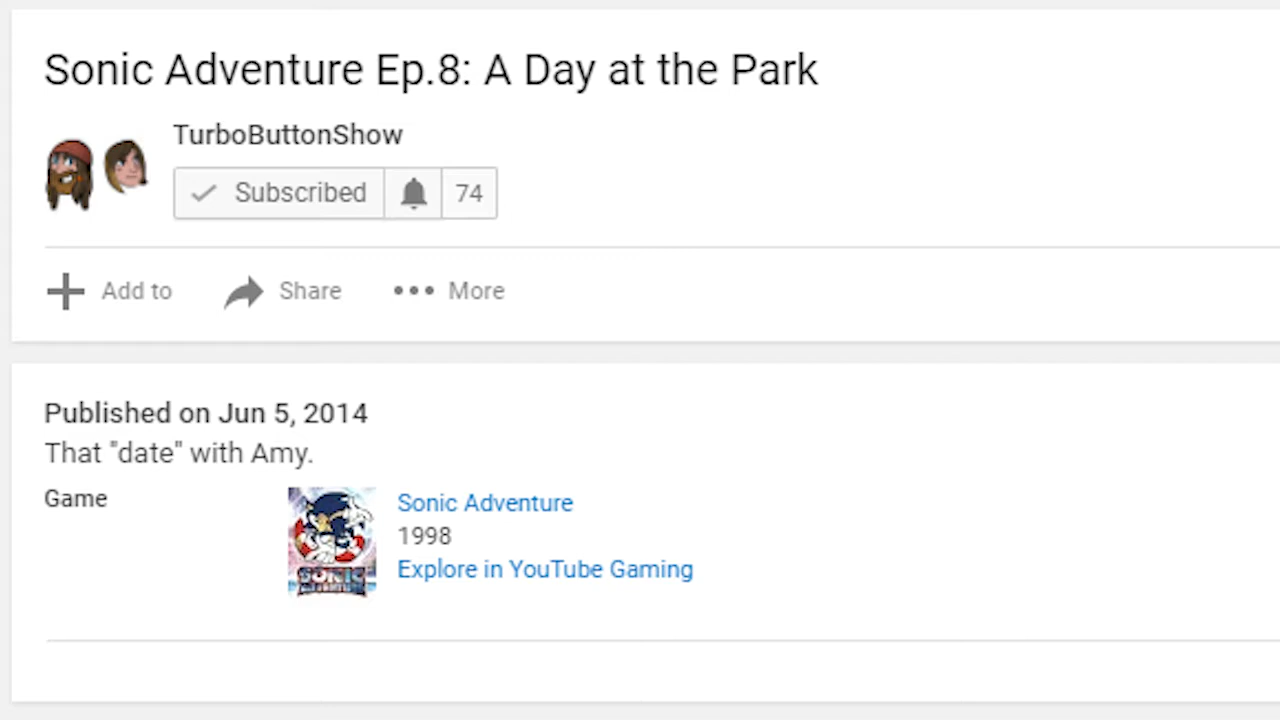 Sonic Adventure Ep.8: A Day at the Park
TurboButtonShow
Subscribed 74
Add to Share More
Published on Jun 5, 2014
That "date" with Amy.
Game
Sonic Adventure
1998
Explore in YouTube Gaming
SONIC